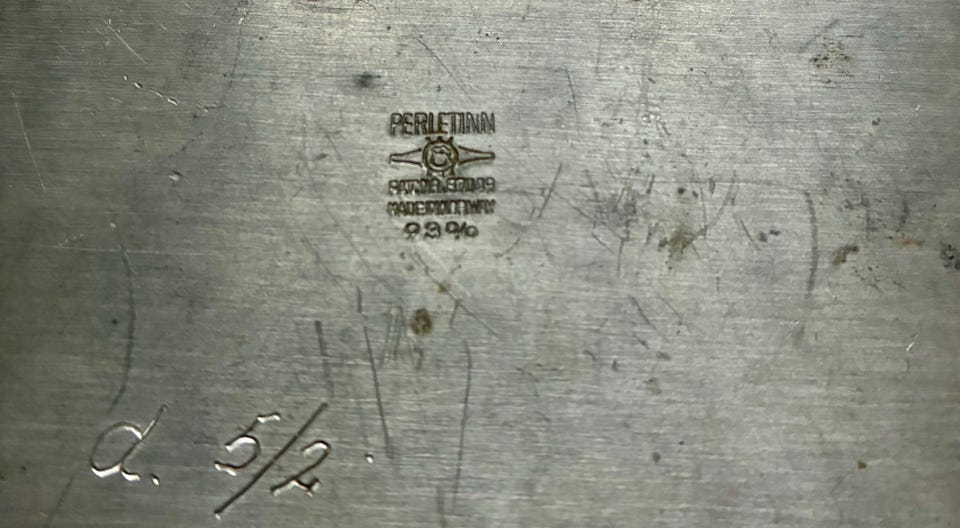 PERLETINN
MADE IN NORWAY
93%
d. 5/2.